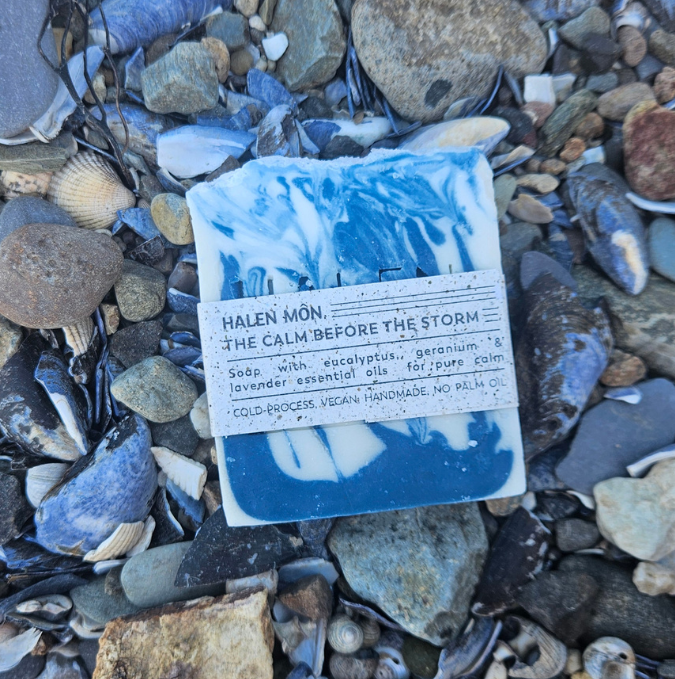 HALEN MÔN,
THE CALM BEFORE THE STORM
Soap with eucalyptus, geranium &
lavender essential oils for pure calm
COLD-PROCESS, VEGAN, HANDMADE, NO PALM OIL